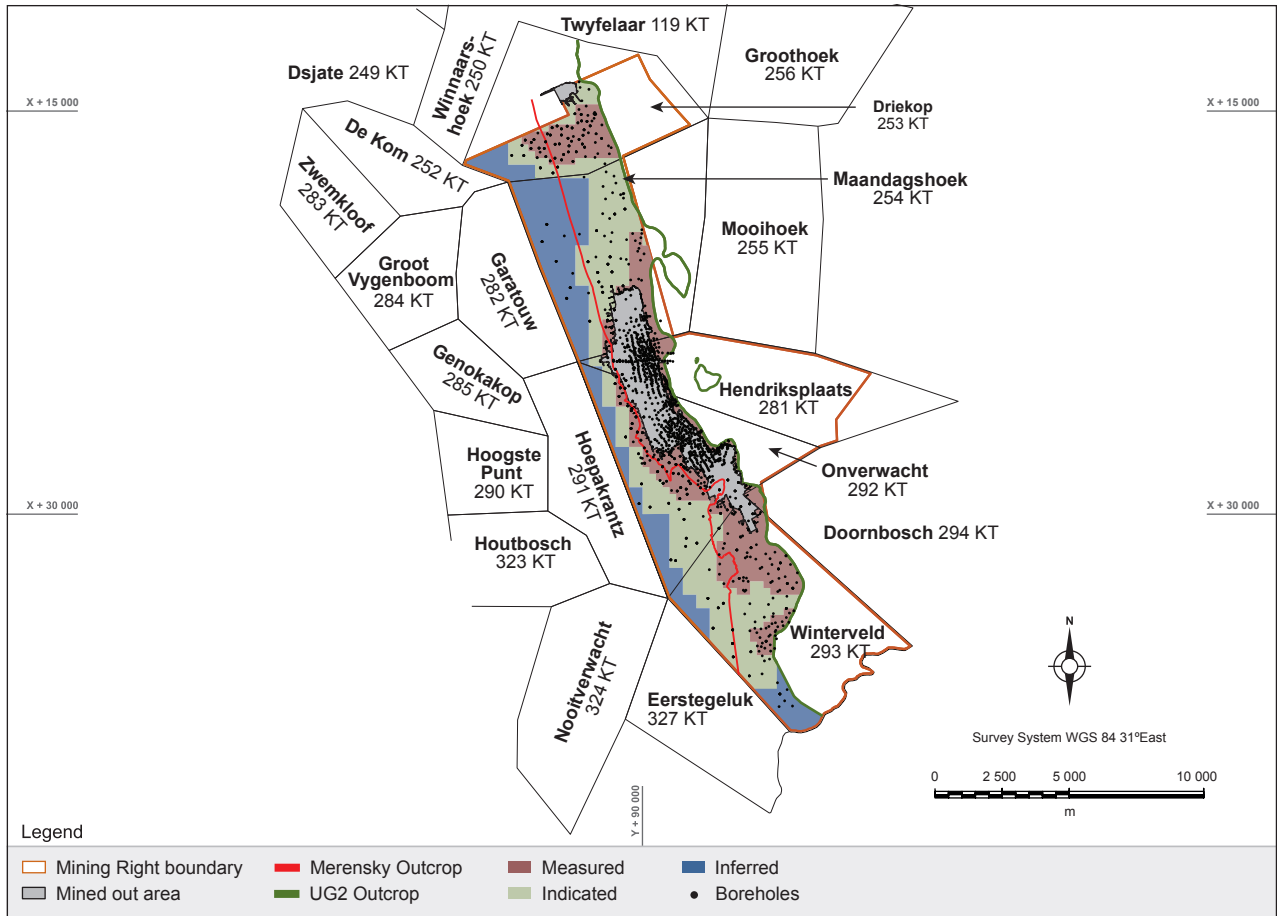 Twyfelaar 119 KT
Groothoek
256 KT
Dsjate 249 KT
Winnaars-
hoek 250 KT
X + 15 000
X + 15 000
Driekop
253 KT
De Kom 252 KT
Zwemkloof
283 KT
Maandagshoek
254 KT
Mooihoek
255 KT
Groot
Vygenboom
284 KT
Garatouw
282 KT
Genokakop
285 KT
Hendriksplaats
281 KT
Hoogste
Punt
290 KT
Hoepakrantz
291 KT
Onverwacht
292 KT
X + 30 000
X + 30 000
Doornbosch 294 KT
Houtbosch
323 KT
Winterveld
293 KT
Nooitverwacht
324 KT
Eerstegeluk
327 KT
N
Survey System WGS 84 31ºEast
0 2 500 5 000 10 000
m
Y + 90 000
Legend
Mining Right boundary
Merensky Outcrop
Measured
Inferred
Mined out area
UG2 Outcrop
Indicated
Boreholes